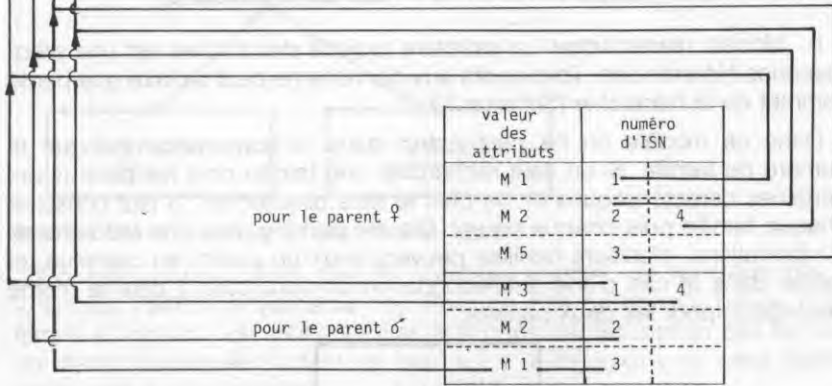 valeur des attributs numéro d'ISN
M 1 1
pour le parent ♀ M 2 2 4
M 5 3
M 3 1 4
pour le parent ♂ M 2 2
M 1 3